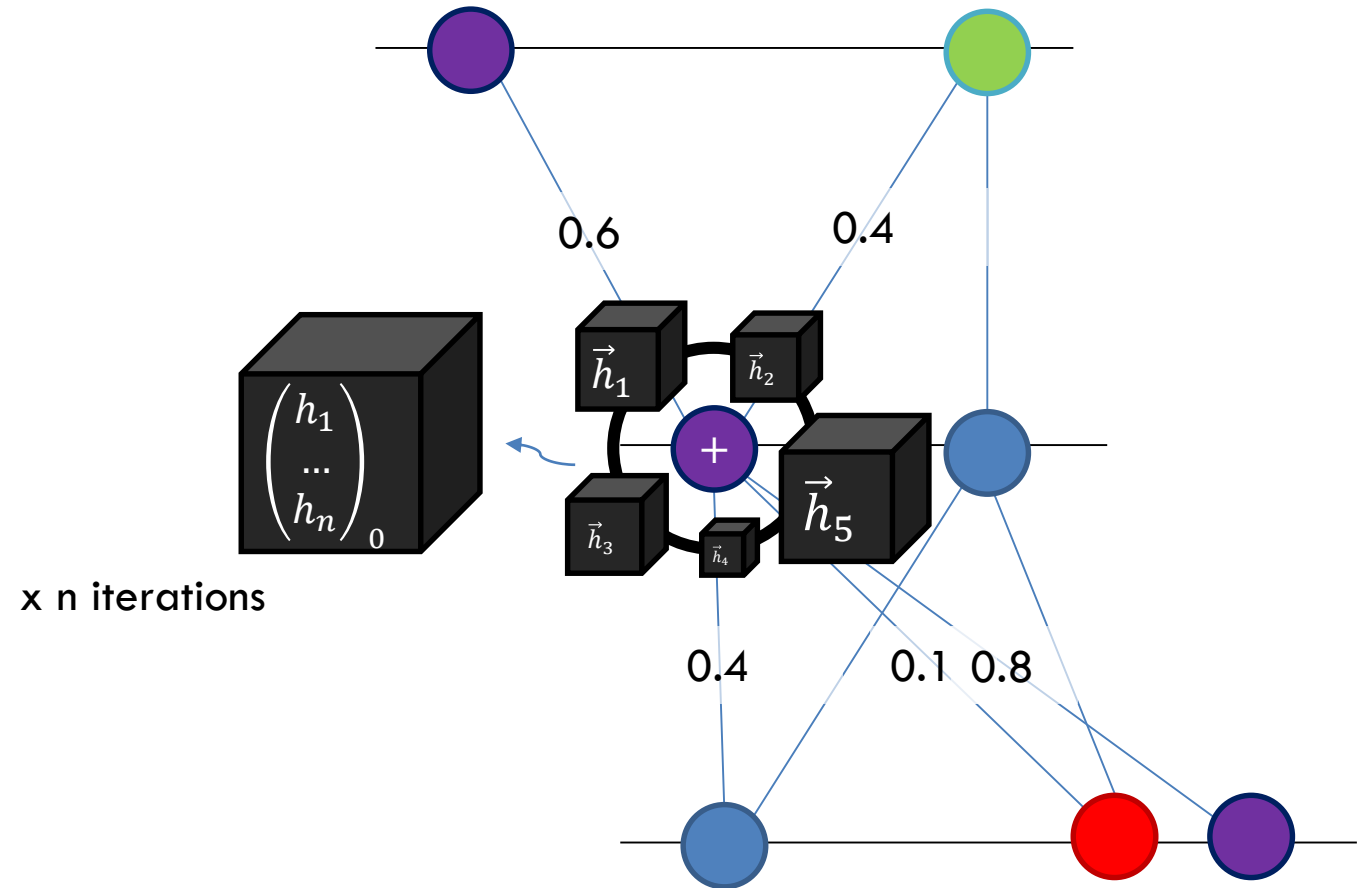 0.6
0.4
h⃗₁
h⃗₂
(h₁
...
hₙ)₀
+
h⃗₅
h⃗₃
h⃗₄
x n iterations
0.4
0.1
0.8